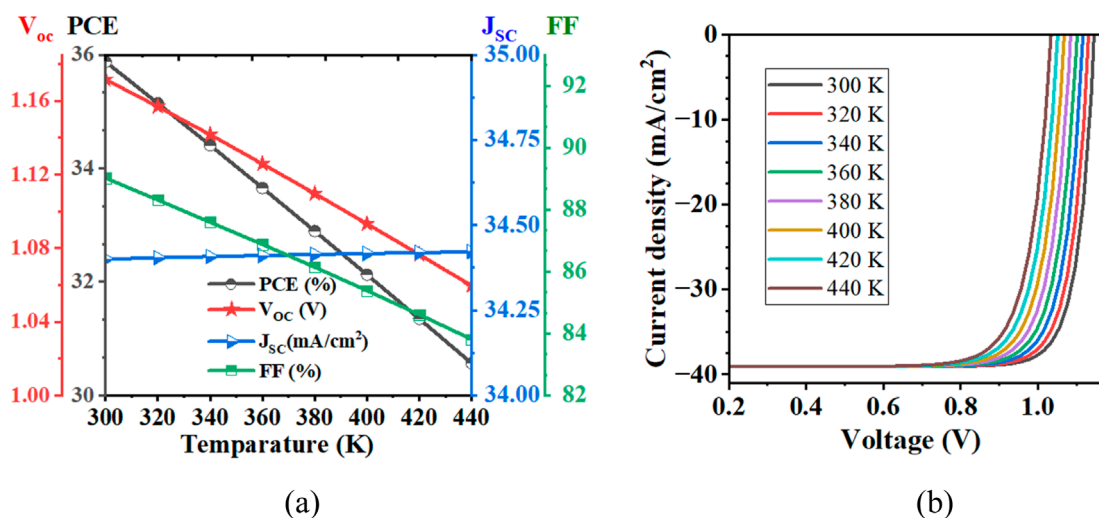 Voc PCE
JSC FF
36
34
32
30
1.16
1.12
1.08
1.04
1.00
35.00
34.75
34.50
34.25
34.00
92
90
88
86
84
82
PCE (%)
VOC (V)
JSC(mA/cm²)
FF (%)
300 320 340 360 380 400 420 440
Temparature (K)
(a)
0
−10
−20
−30
−40
Current density (mA/cm²)
300 K
320 K
340 K
360 K
380 K
400 K
420 K
440 K
0.2 0.4 0.6 0.8 1.0
Voltage (V)
(b)